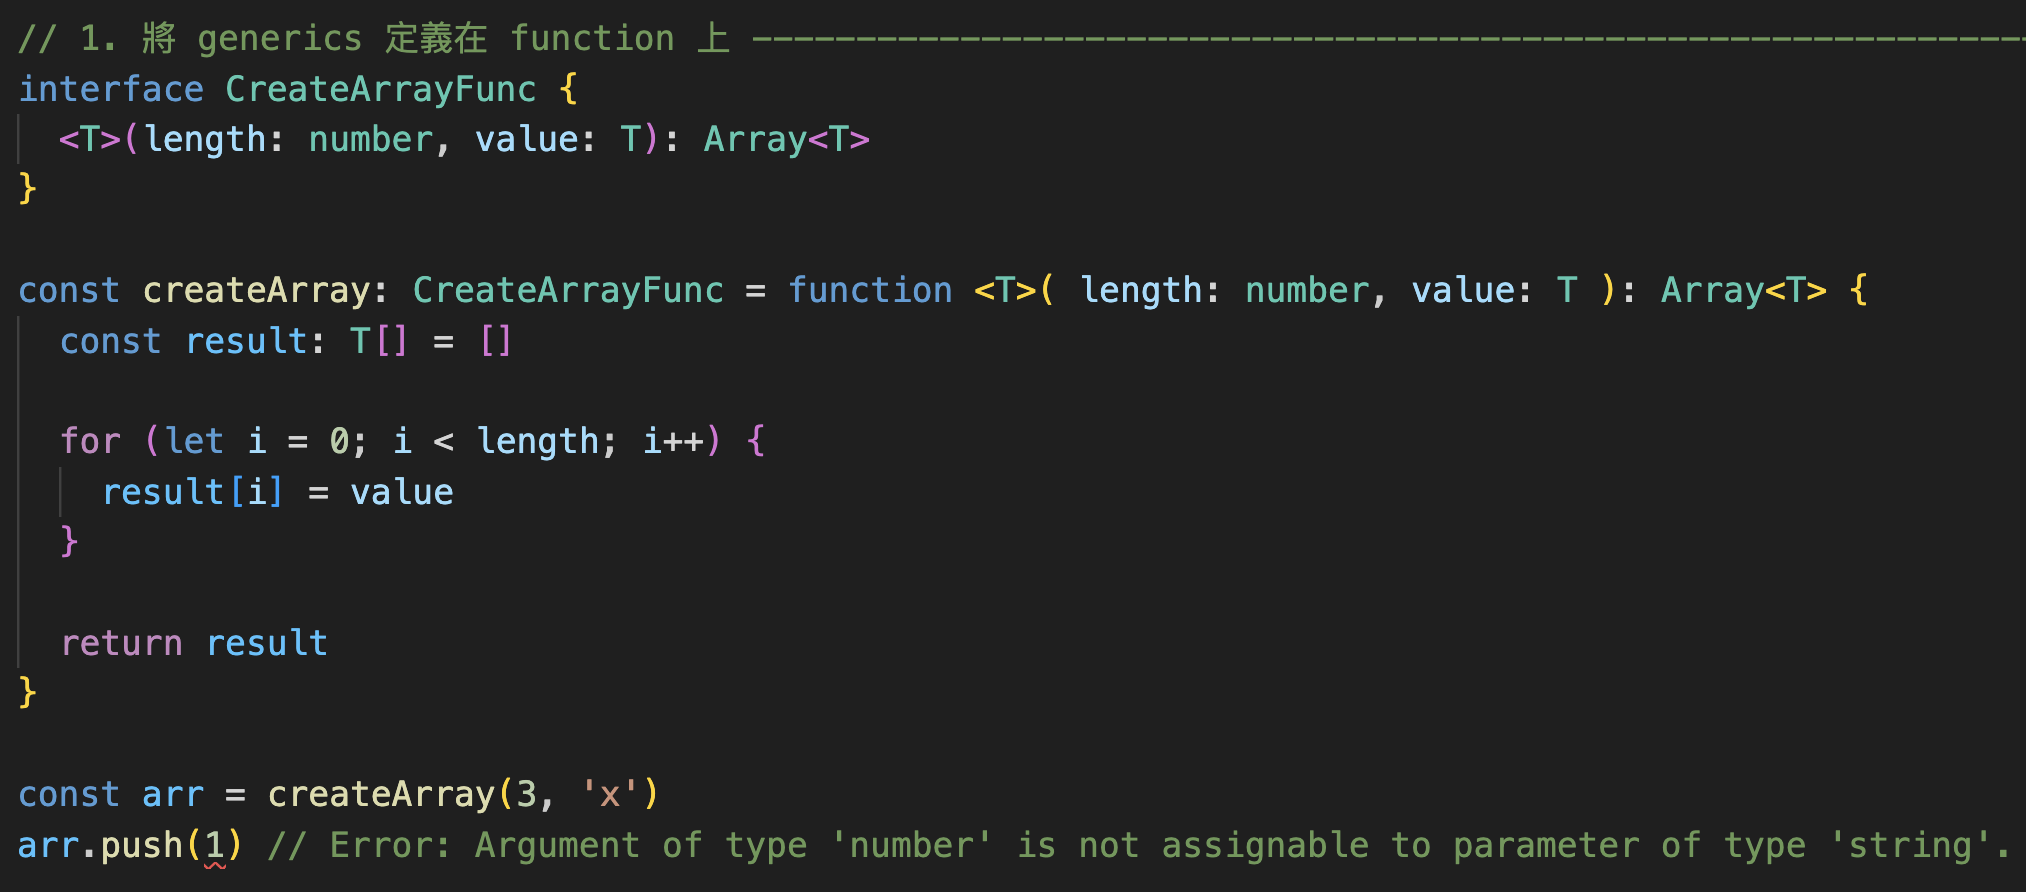 // 1. 將 generics 定義在 function 上 -------------------------------------------------------------
interface CreateArrayFunc {
  <T>(length: number, value: T): Array<T>
}
const createArray: CreateArrayFunc = function <T>( length: number, value: T ): Array<T> {
  const result: T[] = []
  for (let i = 0; i < length; i++) {
    result[i] = value
  }
  return result
}
const arr = createArray(3, 'x')
arr.push(1) // Error: Argument of type 'number' is not assignable to parameter of type 'string'.